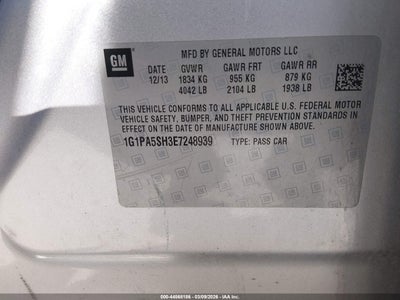 GM
MFD BY GENERAL MOTORS LLC
DATE GVWR GAWR FRT GAWR RR
12/13 1834 KG 955 KG 879 KG
4042 LB 2104 LB 1938 LB
THIS VEHICLE CONFORMS TO ALL APPLICABLE U.S. FEDERAL MOTOR
VEHICLE SAFETY, BUMPER, AND THEFT PREVENTION STANDARDS
IN EFFECT ON THE DATE OF MANUFACTURE SHOWN ABOVE.
1G1PA5SH3E7248939 TYPE: PASS CAR
000-44568186 - 03/09/2026 - IAA Inc.